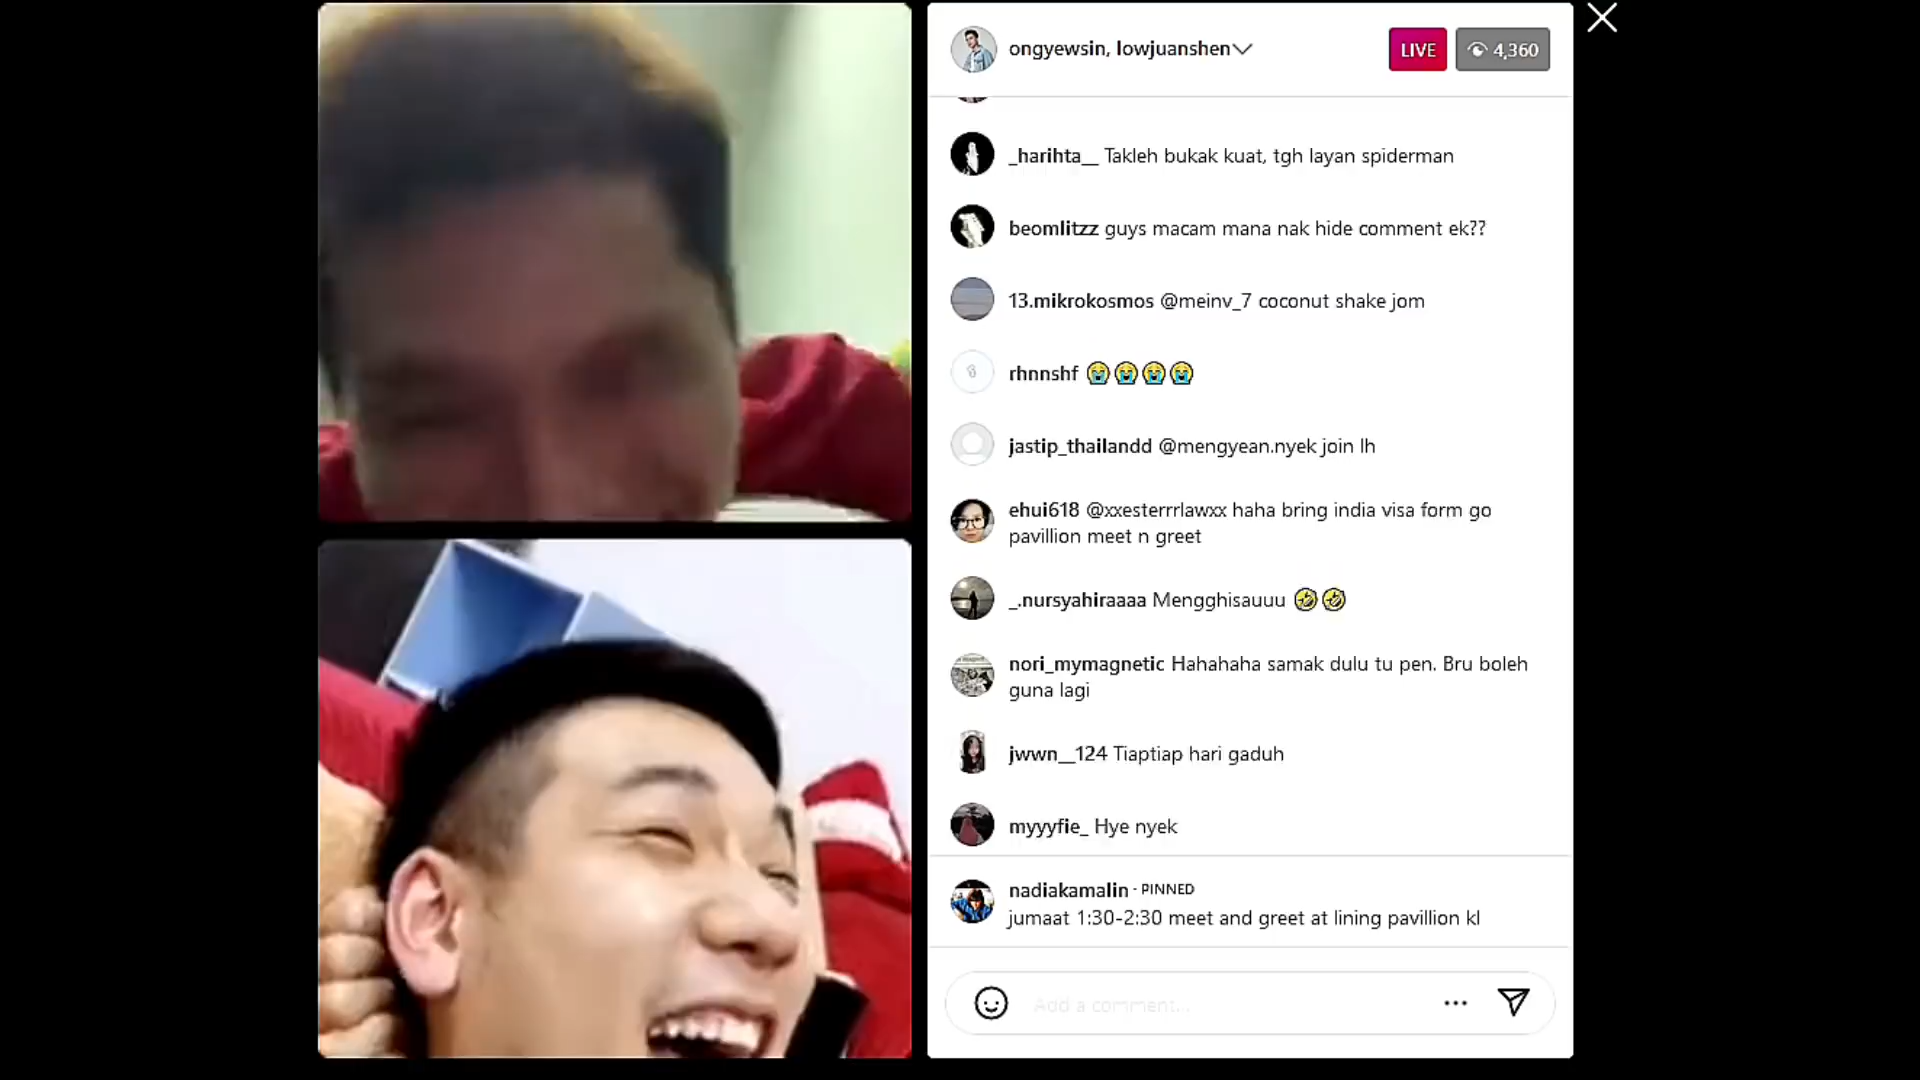 ongyewsin, lowjuanshen
LIVE
4,360
_harihta__ Takleh bukak kuat, tgh layan spiderman
beomlitzz guys macam mana nak hide comment ek??
13.mikrokosmos @meinv_7 coconut shake jom
rhnnshf 😭😭😭😭
jastip_thailandd @mengyean.nyek join lh
ehui618 @xxesterrrlawxx haha bring india visa form go
pavillion meet n greet
_.nursyahiraaaa Mengghisauuu 🤣🤣
nori_mymagnetic Hahahaha samak dulu tu pen. Bru boleh
guna lagi
jwwn__124 Tiaptiap hari gaduh
myyyfie_ Hye nyek
nadiakamalin · PINNED
jumaat 1:30-2:30 meet and greet at lining pavillion kl
Add a comment...